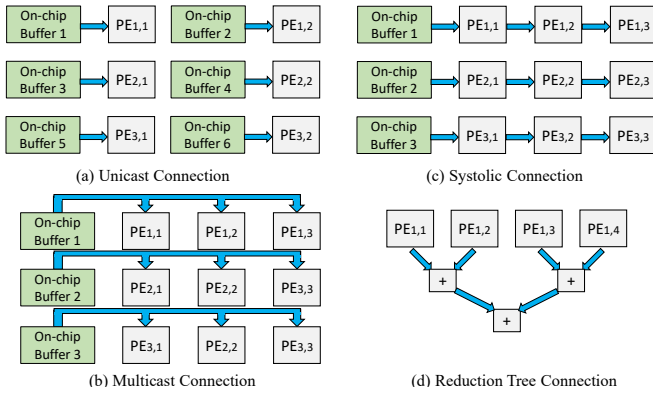 On-chip
Buffer 1
PE1,1
On-chip
Buffer 2
PE1,2
On-chip
Buffer 3
PE2,1
On-chip
Buffer 4
PE2,2
On-chip
Buffer 5
PE3,1
On-chip
Buffer 6
PE3,2
(a) Unicast Connection
On-chip
Buffer 1
PE1,1
PE1,2
PE1,3
On-chip
Buffer 2
PE2,1
PE2,2
PE2,3
On-chip
Buffer 3
PE3,1
PE3,2
PE3,3
(c) Systolic Connection
On-chip
Buffer 1
PE1,1
PE1,2
PE1,3
On-chip
Buffer 2
PE2,1
PE2,2
PE3,3
On-chip
Buffer 3
PE3,1
PE3,2
PE3,3
(b) Multicast Connection
PE1,1
PE1,2
PE1,3
PE1,4
+
+
+
(d) Reduction Tree Connection